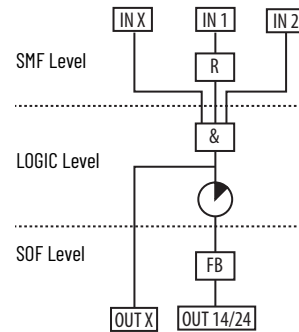 IN X IN 1 IN 2
SMF Level
R
&
LOGIC Level
SOF Level
FB
OUT X OUT 14/24